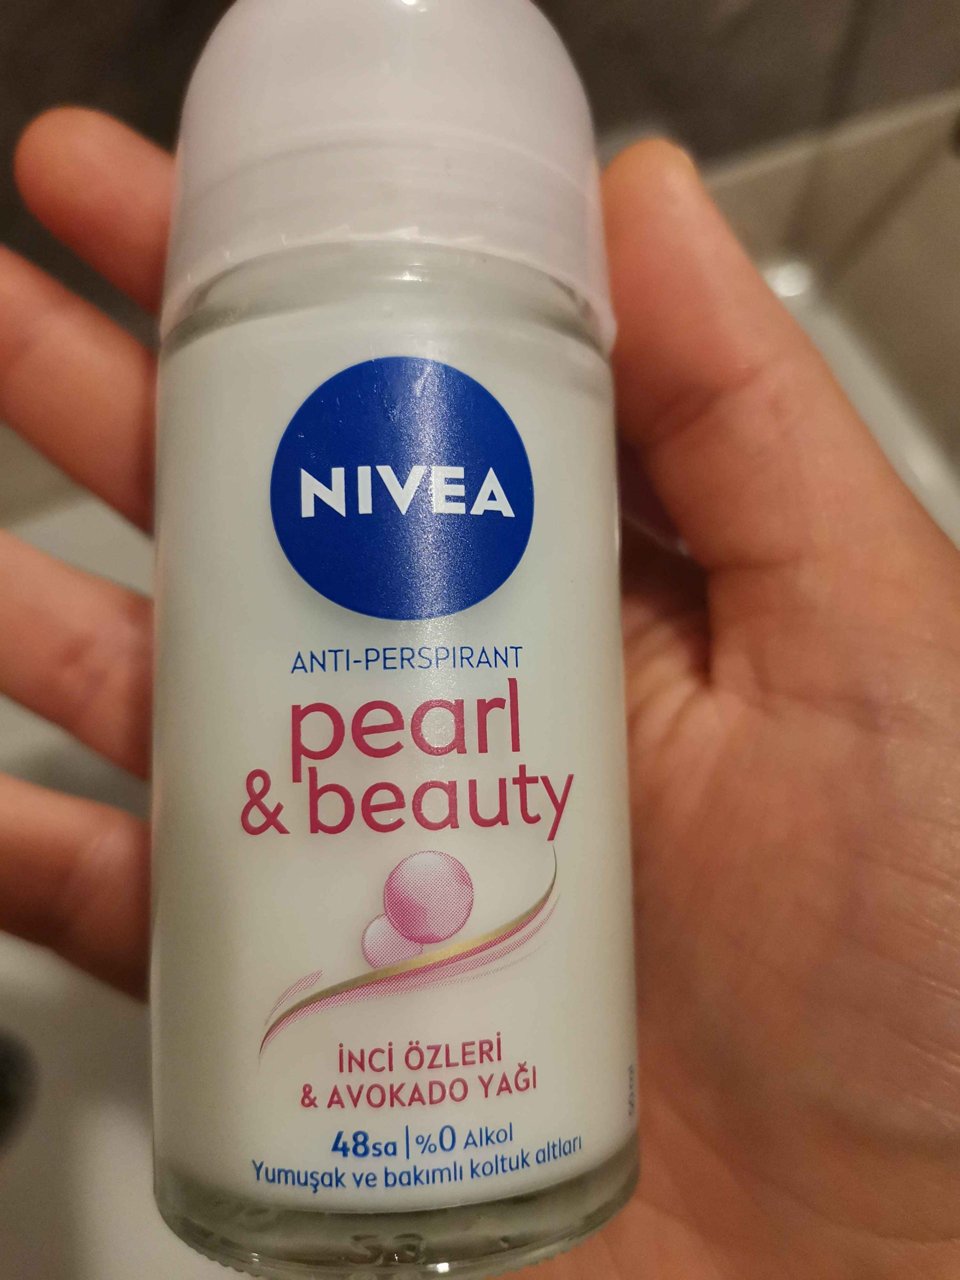 NIVEA
ANTI-PERSPIRANT
pearl
& beauty
İNCİ ÖZLERİ
& AVOKADO YAĞI
48sa | %0 Alkol
Yumuşak ve bakımlı koltuk altları